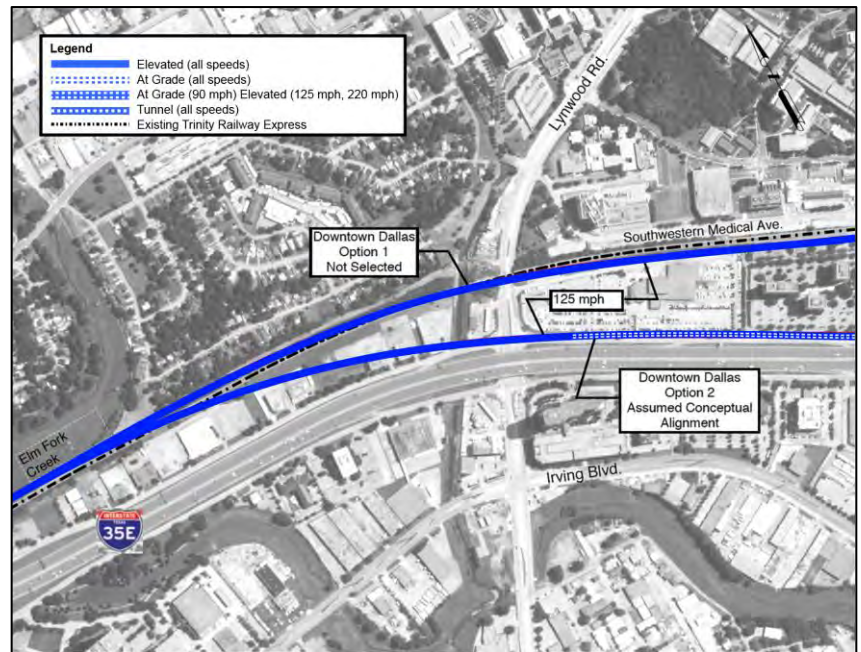 Legend
Elevated (all speeds)
At Grade (all speeds)
At Grade (90 mph) Elevated (125 mph, 220 mph)
Tunnel (all speeds)
Existing Trinity Railway Express
Lynwood Rd.
Southwestern Medical Ave.
Downtown Dallas
Option 1
Not Selected
125 mph
Downtown Dallas
Option 2
Assumed Conceptual
Alignment
Elm Fork
Creek
Irving Blvd.
INTERSTATE
TEXAS
35E